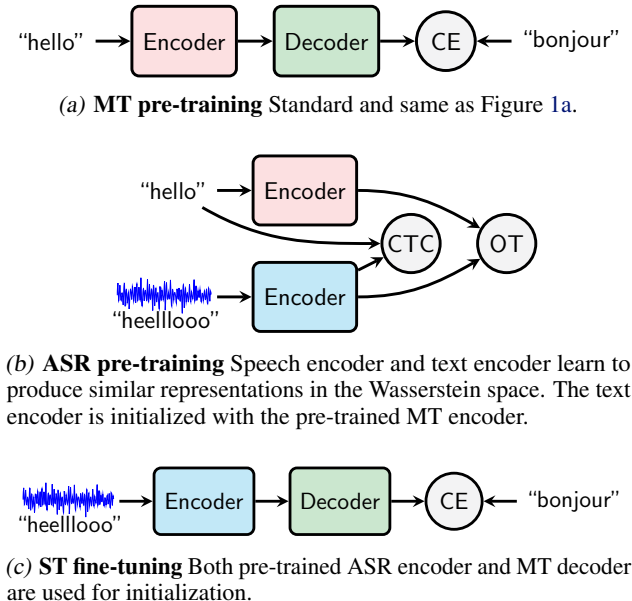 “hello” Encoder Decoder CE “bonjour”
(a) MT pre-training Standard and same as Figure 1a.
“hello” Encoder
CTC OT
Encoder
“heelllooo”
(b) ASR pre-training Speech encoder and text encoder learn to
produce similar representations in the Wasserstein space. The text
encoder is initialized with the pre-trained MT encoder.
Encoder Decoder CE “bonjour”
“heelllooo”
(c) ST fine-tuning Both pre-trained ASR encoder and MT decoder
are used for initialization.